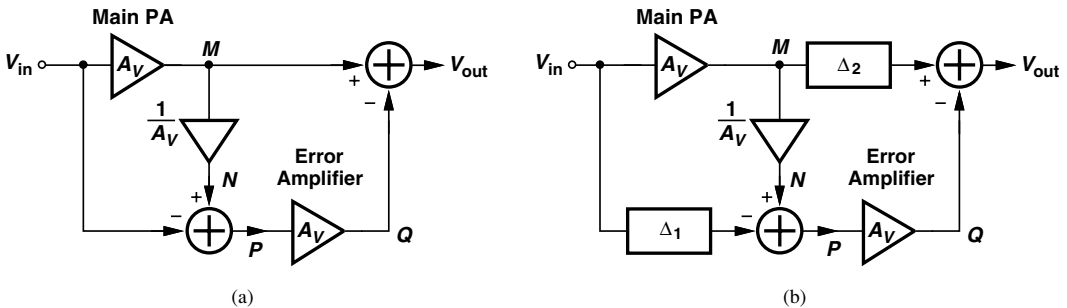 Main PA
V_in
A_V
M
V_out
+
−
1/A_V
Error
Amplifier
N
+
−
P
A_V
Q
(a)
Main PA
V_in
A_V
M
Δ_2
V_out
+
−
1/A_V
Error
Amplifier
N
+
−
Δ_1
P
A_V
Q
(b)